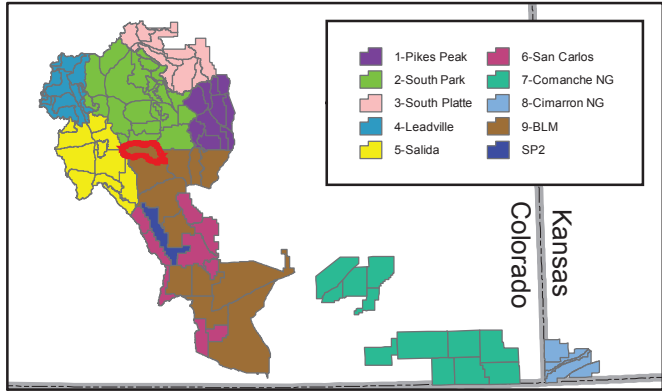 1-Pikes Peak
2-South Park
3-South Platte
4-Leadville
5-Salida
6-San Carlos
7-Comanche NG
8-Cimarron NG
9-BLM
SP2
Colorado
Kansas